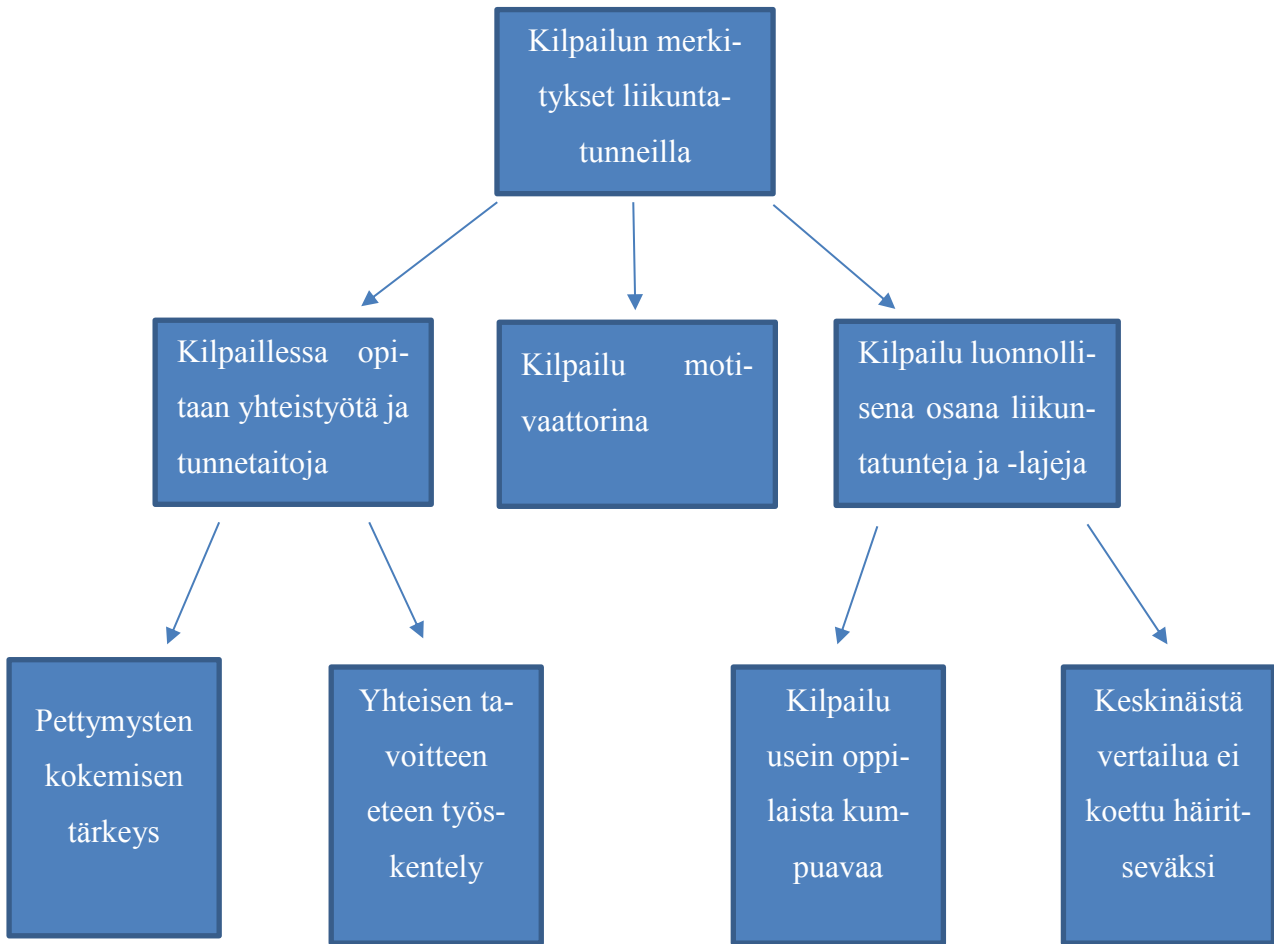 Kilpailun merki-
tykset liikunta-
tunneilla
Kilpaillessa opi-
taan yhteistyötä ja
tunnetaitoja
Kilpailu moti-
vaattorina
Kilpailu luonnolli-
sena osana liikun-
tatunteja ja -lajeja
Pettymysten
kokemisen
tärkeys
Yhteisen ta-
voitteen
eteen työs-
kentely
Kilpailu
usein oppi-
laista kum-
puavaa
Keskinäistä
vertailua ei
koettu häirit-
seväksi